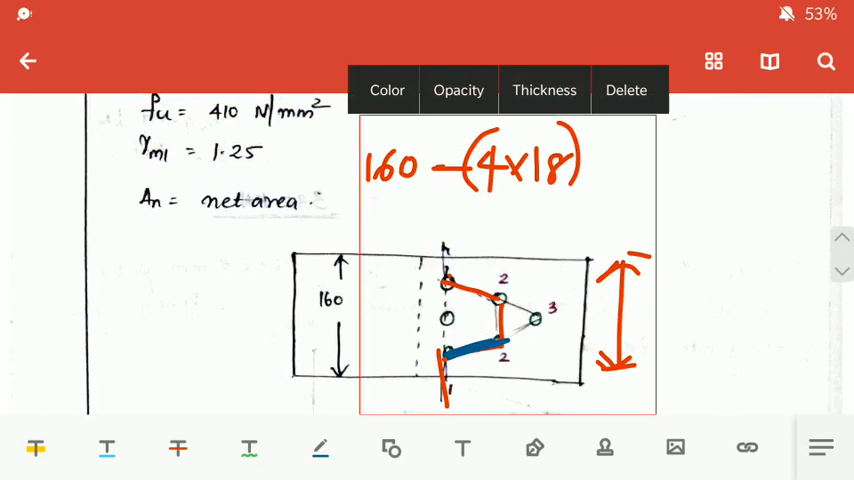 53%
Color Opacity Thickness Delete
fu = 410 N/mm²
γm1 = 1.25
160 - (4×18)
An = net area.
1 2
160 3
2
1